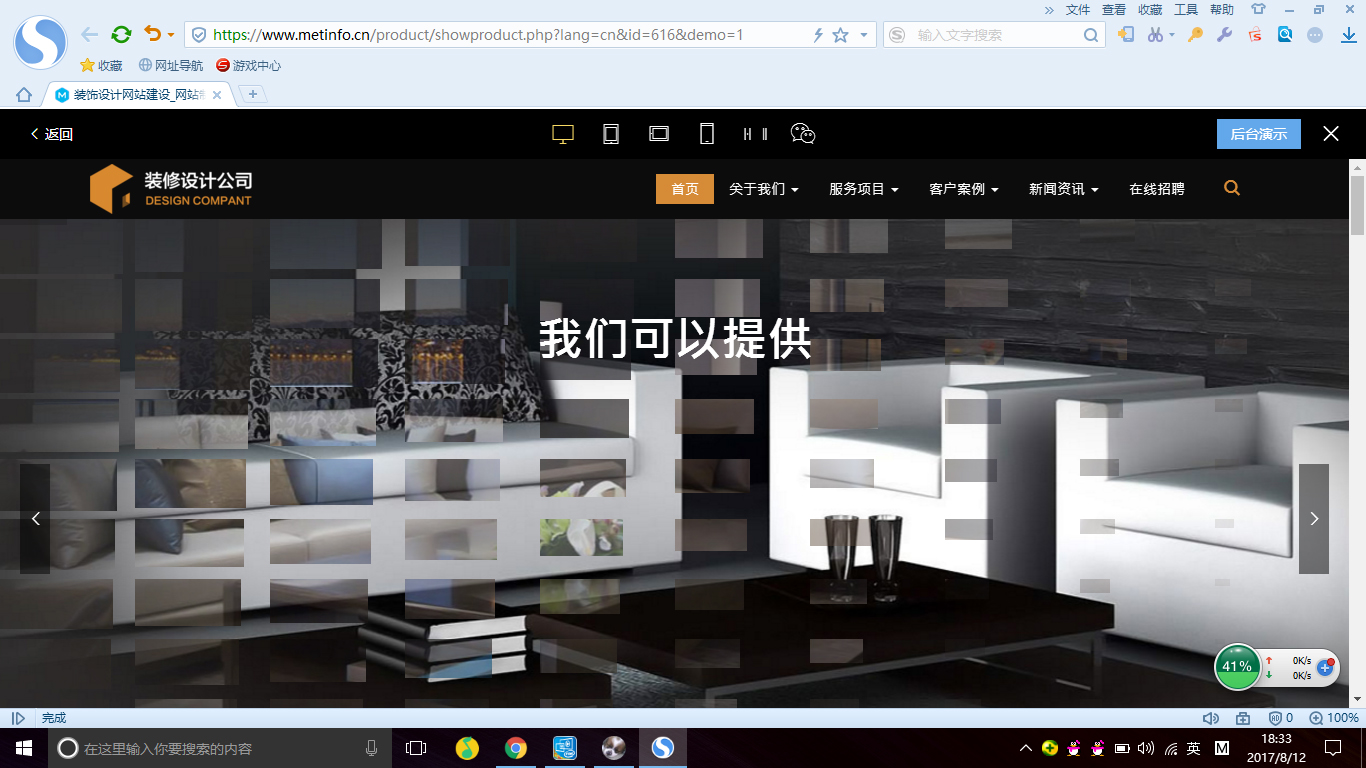 文件 查看 收藏 工具 帮助
https://www.metinfo.cn/product/showproduct.php?lang=cn&id=616&demo=1
输入文字搜索
收藏 网址导航 游戏中心
装饰设计网站建设_网站制
返回
后台演示
装修设计公司
DESIGN COMPANT
首页 关于我们 服务项目 客户案例 新闻资讯 在线招聘
我们可以提供
41%
0K/s
0K/s
完成
0 100%
在这里输入你要搜索的内容
英
M
18:33
2017/8/12